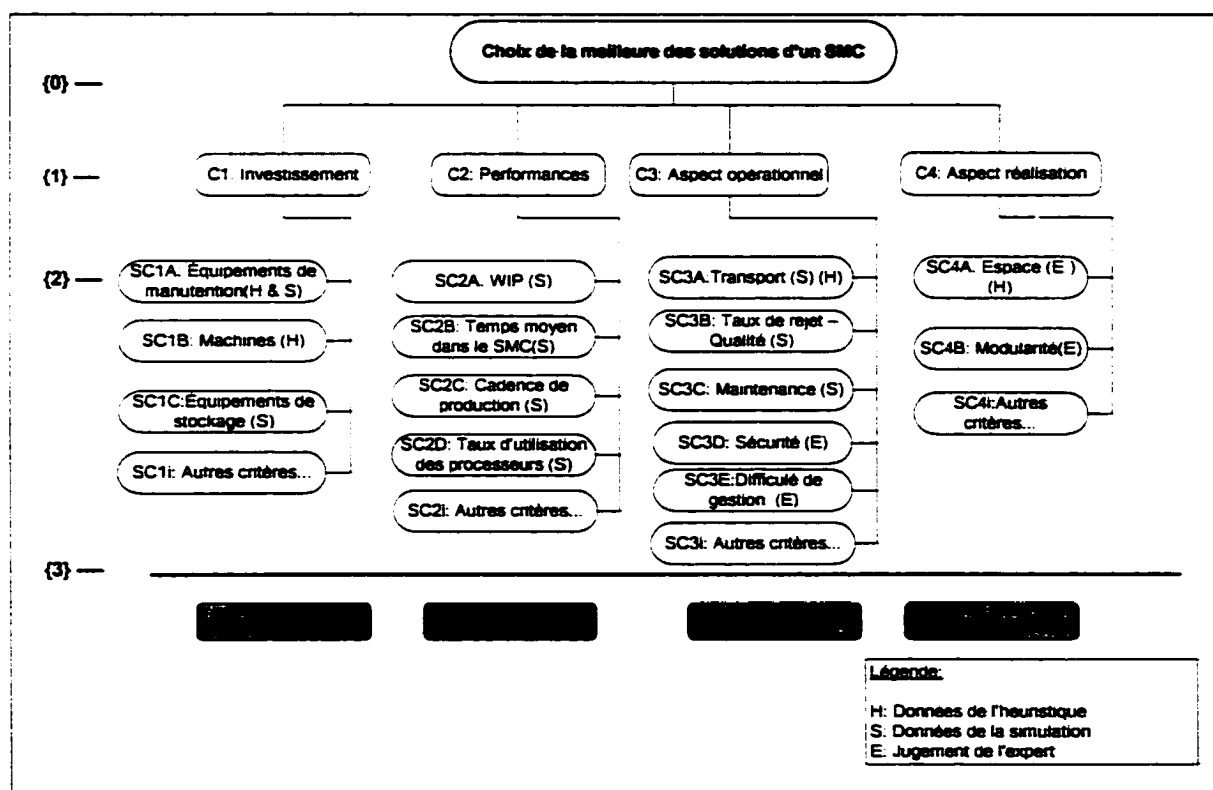 Choix de la meilleure des solutions d'un SMC
{0}
{1}
C1. Investissement
C2: Performances
C3: Aspect opérationnel
C4: Aspect réalisation
{2}
SC1A. Équipements de
manutention(H & S)
SC1B: Machines (H)
SC1C:Équipements de
stockage (S)
SC1i: Autres critères...
SC2A. WIP (S)
SC2B: Temps moyen
dans le SMC(S)
SC2C: Cadence de
production (S)
SC2D: Taux d'utilisation
des processeurs (S)
SC2i: Autres critères...
SC3A.Transport (S) (H)
SC3B: Taux de rejet –
Qualité (S)
SC3C: Maintenance (S)
SC3D: Sécurité (E)
SC3E:Difficulé de
gestion (E)
SC3i: Autres critères...
SC4A. Espace (E )
(H)
SC4B: Modularité(E)
SC4i:Autres
critères...
{3}
Légende:
H: Données de l'heuristique
S: Données de la simulation
E: Jugement de l'expert